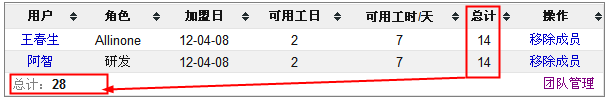 用户 角色 加盟日 可用工日 可用工时/天 总计 操作
王春生 Allinone 12-04-08 2 7 14 移除成员
阿智 研发 12-04-08 2 7 14 移除成员
总计：28 团队管理